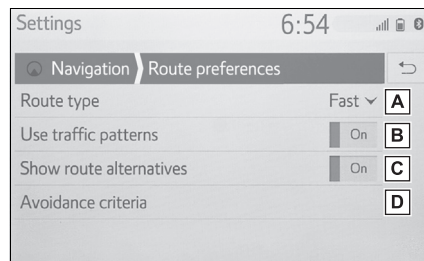 Settings 6:54
Navigation Route preferences
Route type Fast A
Use traffic patterns On B
Show route alternatives On C
Avoidance criteria D